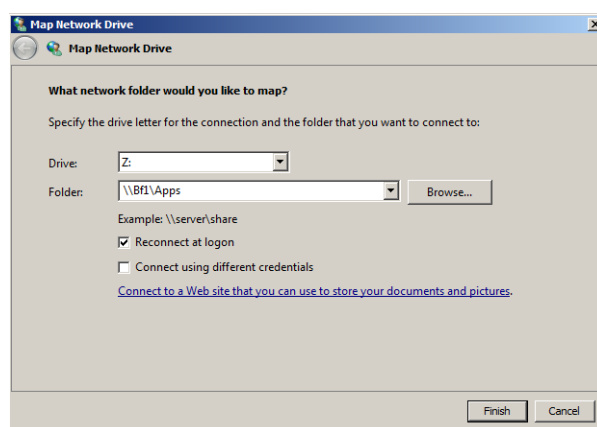 Map Network Drive
Map Network Drive
What network folder would you like to map?
Specify the drive letter for the connection and the folder that you want to connect to:
Drive: Z:
Folder: \\Bf1\Apps Browse...
Example: \\server\share
Reconnect at logon
Connect using different credentials
Connect to a Web site that you can use to store your documents and pictures.
Finish Cancel